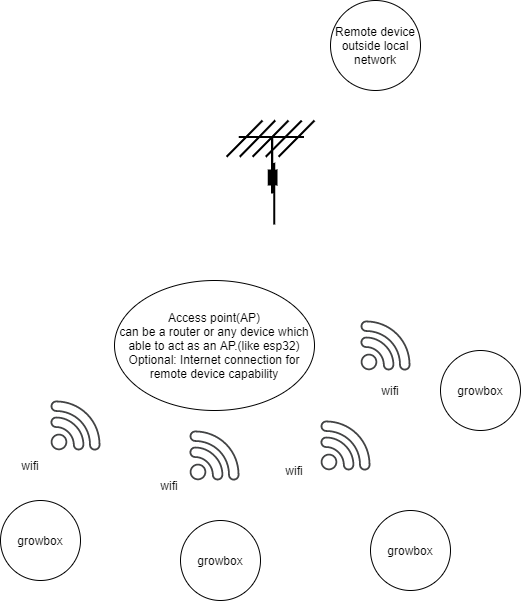 Remote device
outside local
network
Access point(AP)
can be a router or any device which
able to act as an AP.(like esp32)
Optional: Internet connection for
remote device capability
wifi
growbox
wifi
wifi
wifi
growbox
growbox
growbox